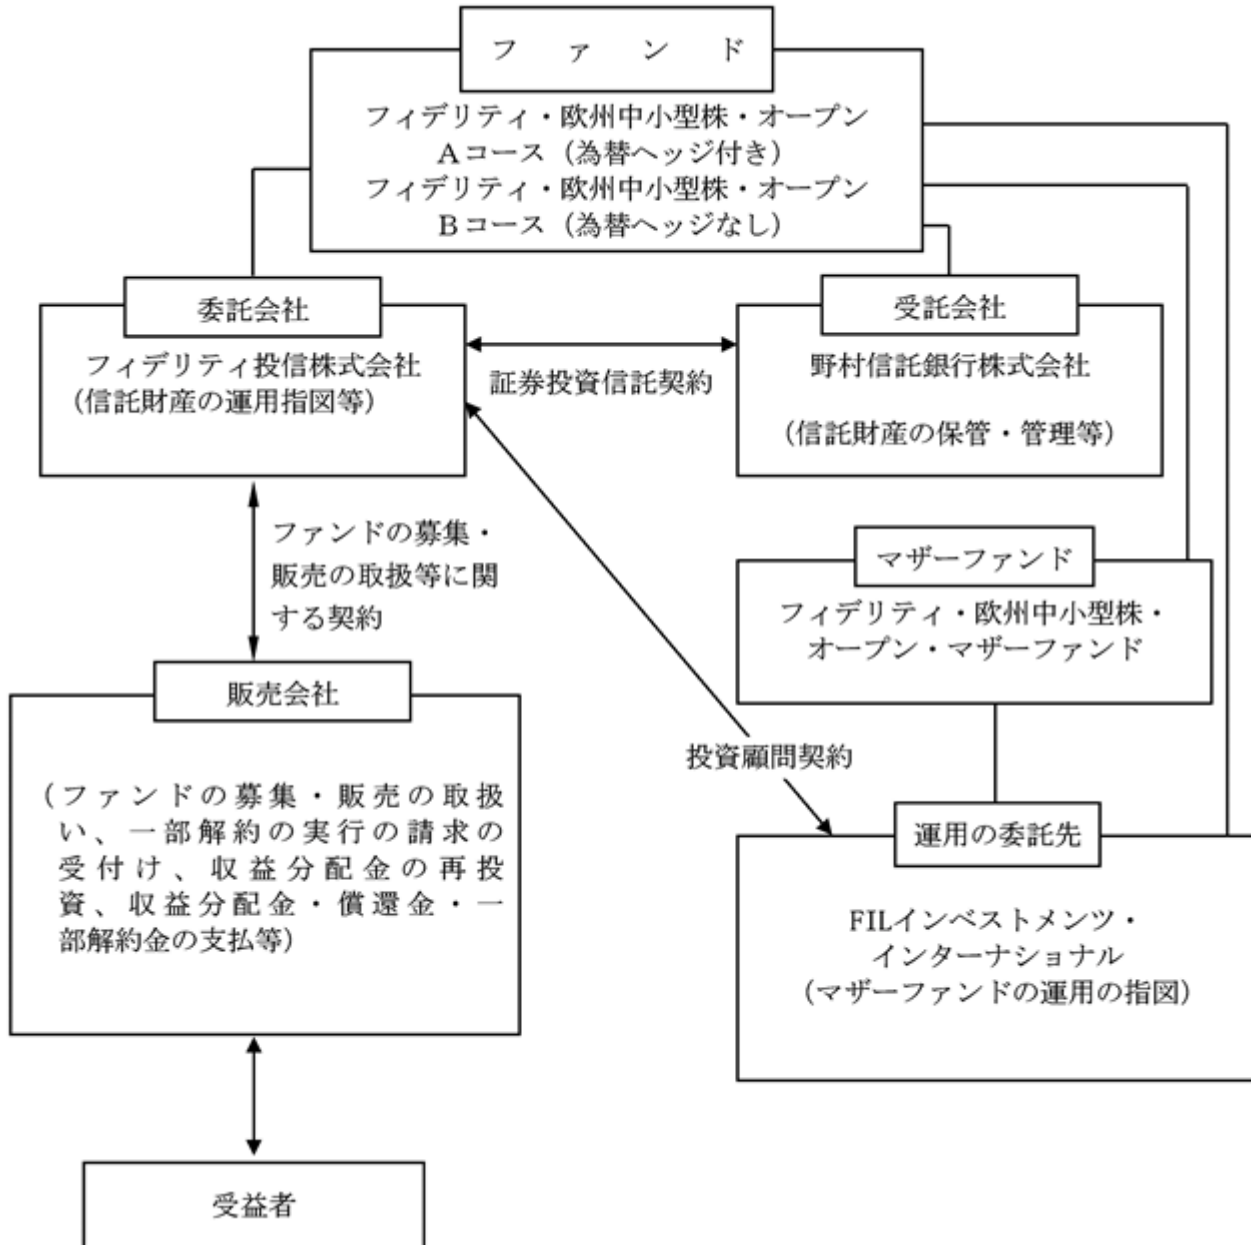 ファンド
フィデリティ・欧州中小型株・オープン
Aコース（為替ヘッジ付き）
フィデリティ・欧州中小型株・オープン
Bコース（為替ヘッジなし）
委託会社
フィデリティ投信株式会社
（信託財産の運用指図等）
証券投資信託契約
受託会社
野村信託銀行株式会社
（信託財産の保管・管理等）
ファンドの募集・
販売の取扱等に関
する契約
マザーファンド
フィデリティ・欧州中小型株・
オープン・マザーファンド
販売会社
（ファンドの募集・販売の取扱
い、一部解約の実行の請求の
受付け、収益分配金の再投
資、収益分配金・償還金・一
部解約金の支払等）
投資顧問契約
運用の委託先
FILインベストメンツ・
インターナショナル
（マザーファンドの運用の指図）
受益者